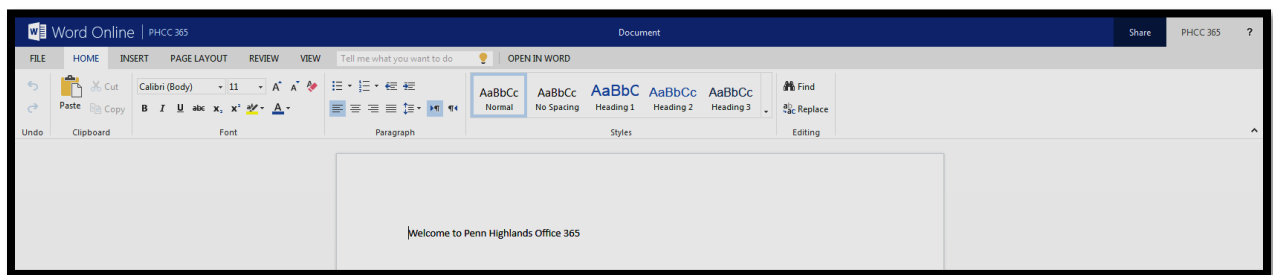 Word Online | PHCC 365 Document Share PHCC 365 ?
FILE HOME INSERT PAGE LAYOUT REVIEW VIEW Tell me what you want to do OPEN IN WORD
Cut Calibri (Body) 11 AaBbCc AaBbCc AaBbC AaBbCc AaBbCc Find
Paste Copy B I U abc x₂ x² A Normal No Spacing Heading 1 Heading 2 Heading 3 Replace
Undo Clipboard Font Paragraph Styles Editing
Welcome to Penn Highlands Office 365